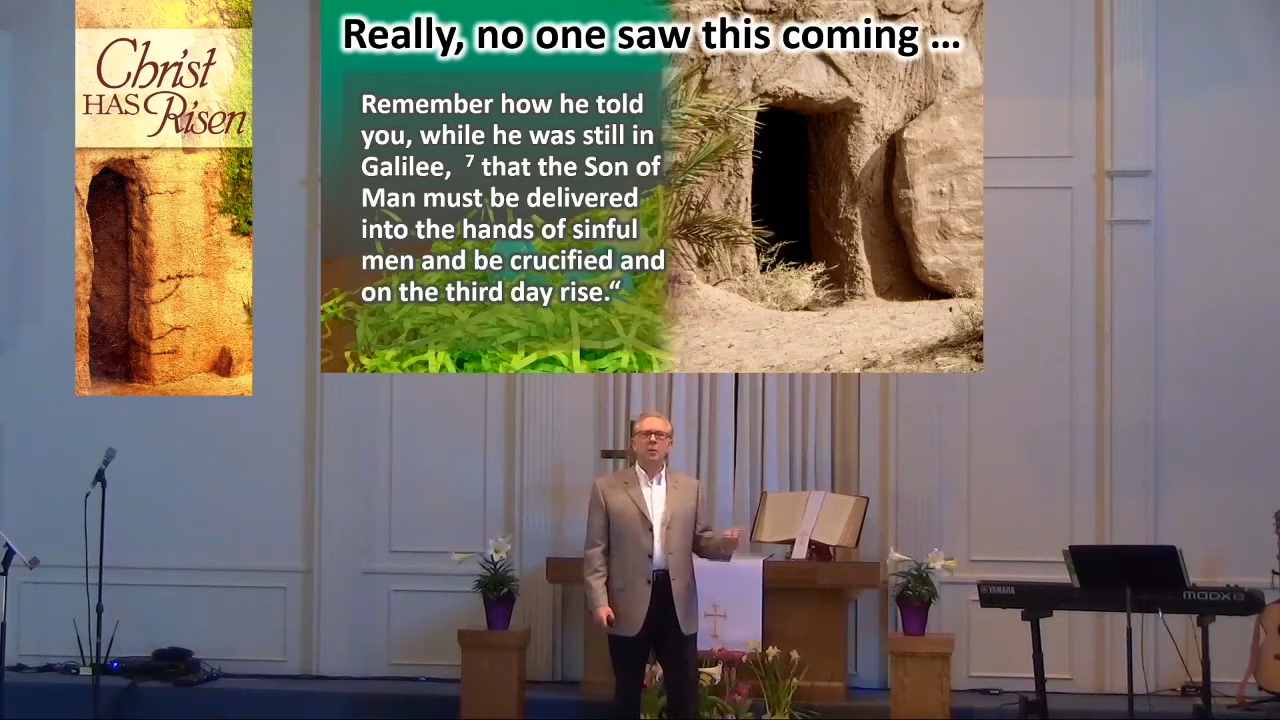 Christ
HAS Risen
Really, no one saw this coming ...
Remember how he told
you, while he was still in
Galilee, 7 that the Son of
Man must be delivered
into the hands of sinful
men and be crucified and
on the third day rise.“
YAMAHA
MODX8